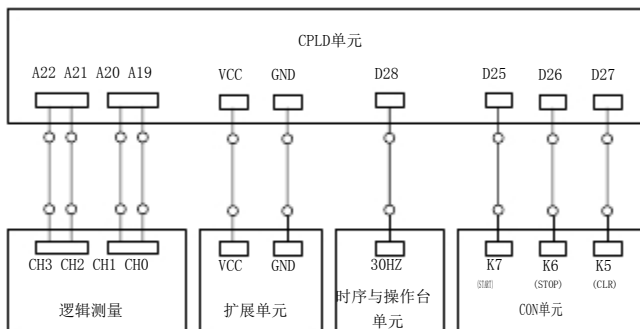 CPLD单元
A22 A21 A20 A19 VCC GND D28 D25 D26 D27
CH3 CH2 CH1 CH0 VCC GND 30HZ K7 K6 K5
(START) (STOP) (CLR)
逻辑测量 扩展单元 时序与操作台 CON单元
单元